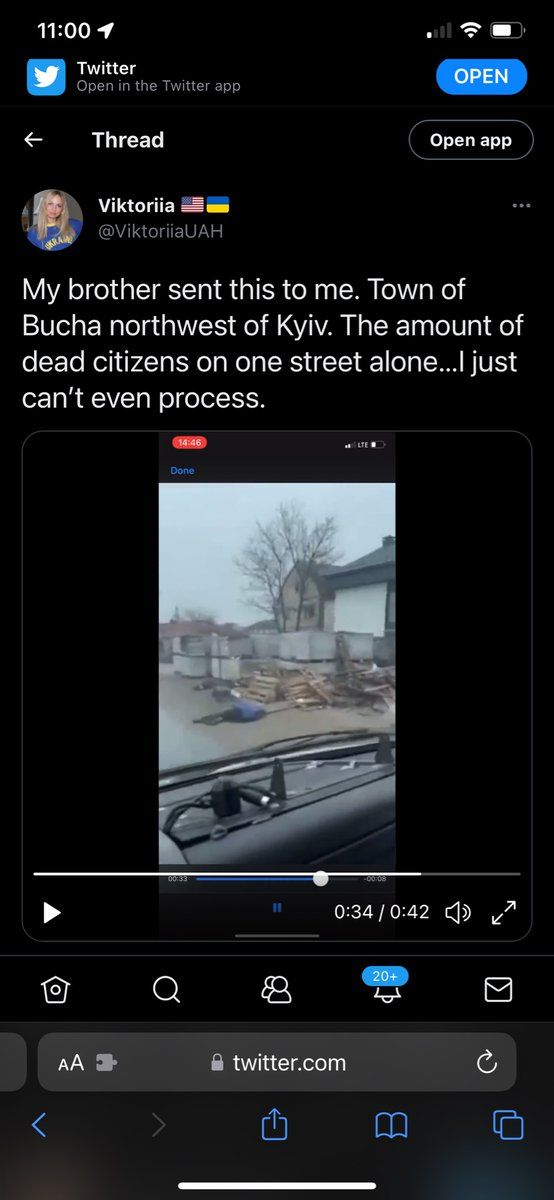 11:00
Twitter
Open in the Twitter app
OPEN
Thread
Open app
Viktoriia 🇺🇸🇺🇦
@ViktoriiaUAH
My brother sent this to me. Town of
Bucha northwest of Kyiv. The amount of
dead citizens on one street alone...I just
can't even process.
14:46
LTE
Done
00:33
-00:08
0:34 / 0:42
20+
AA
twitter.com